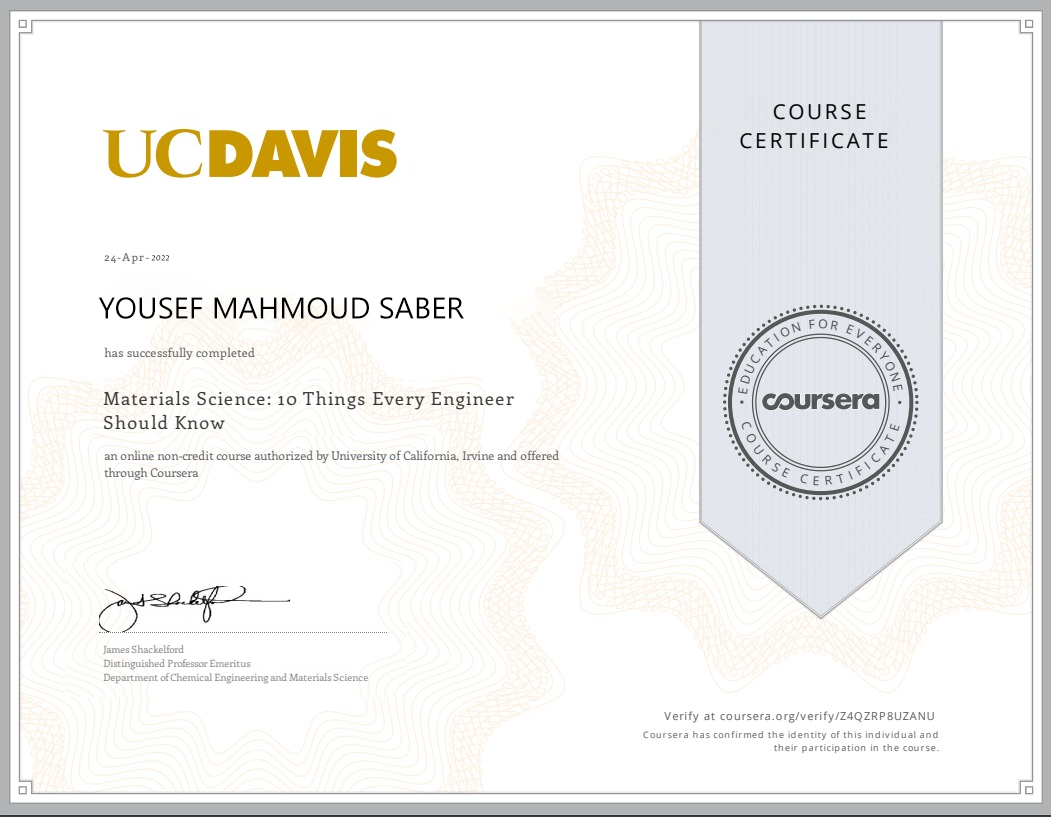 UCDAVIS
COURSE
CERTIFICATE
24-Apr-2022
YOUSEF MAHMOUD SABER
has successfully completed
Materials Science: 10 Things Every Engineer
Should Know
an online non-credit course authorized by University of California, Irvine and offered
through Coursera
EDUCATION FOR EVERYONE
coursera
COURSE CERTIFICATE
James Shackelford
Distinguished Professor Emeritus
Department of Chemical Engineering and Materials Science
Verify at coursera.org/verify/Z4QZRP8UZANU
Coursera has confirmed the identity of this individual and
their participation in the course.